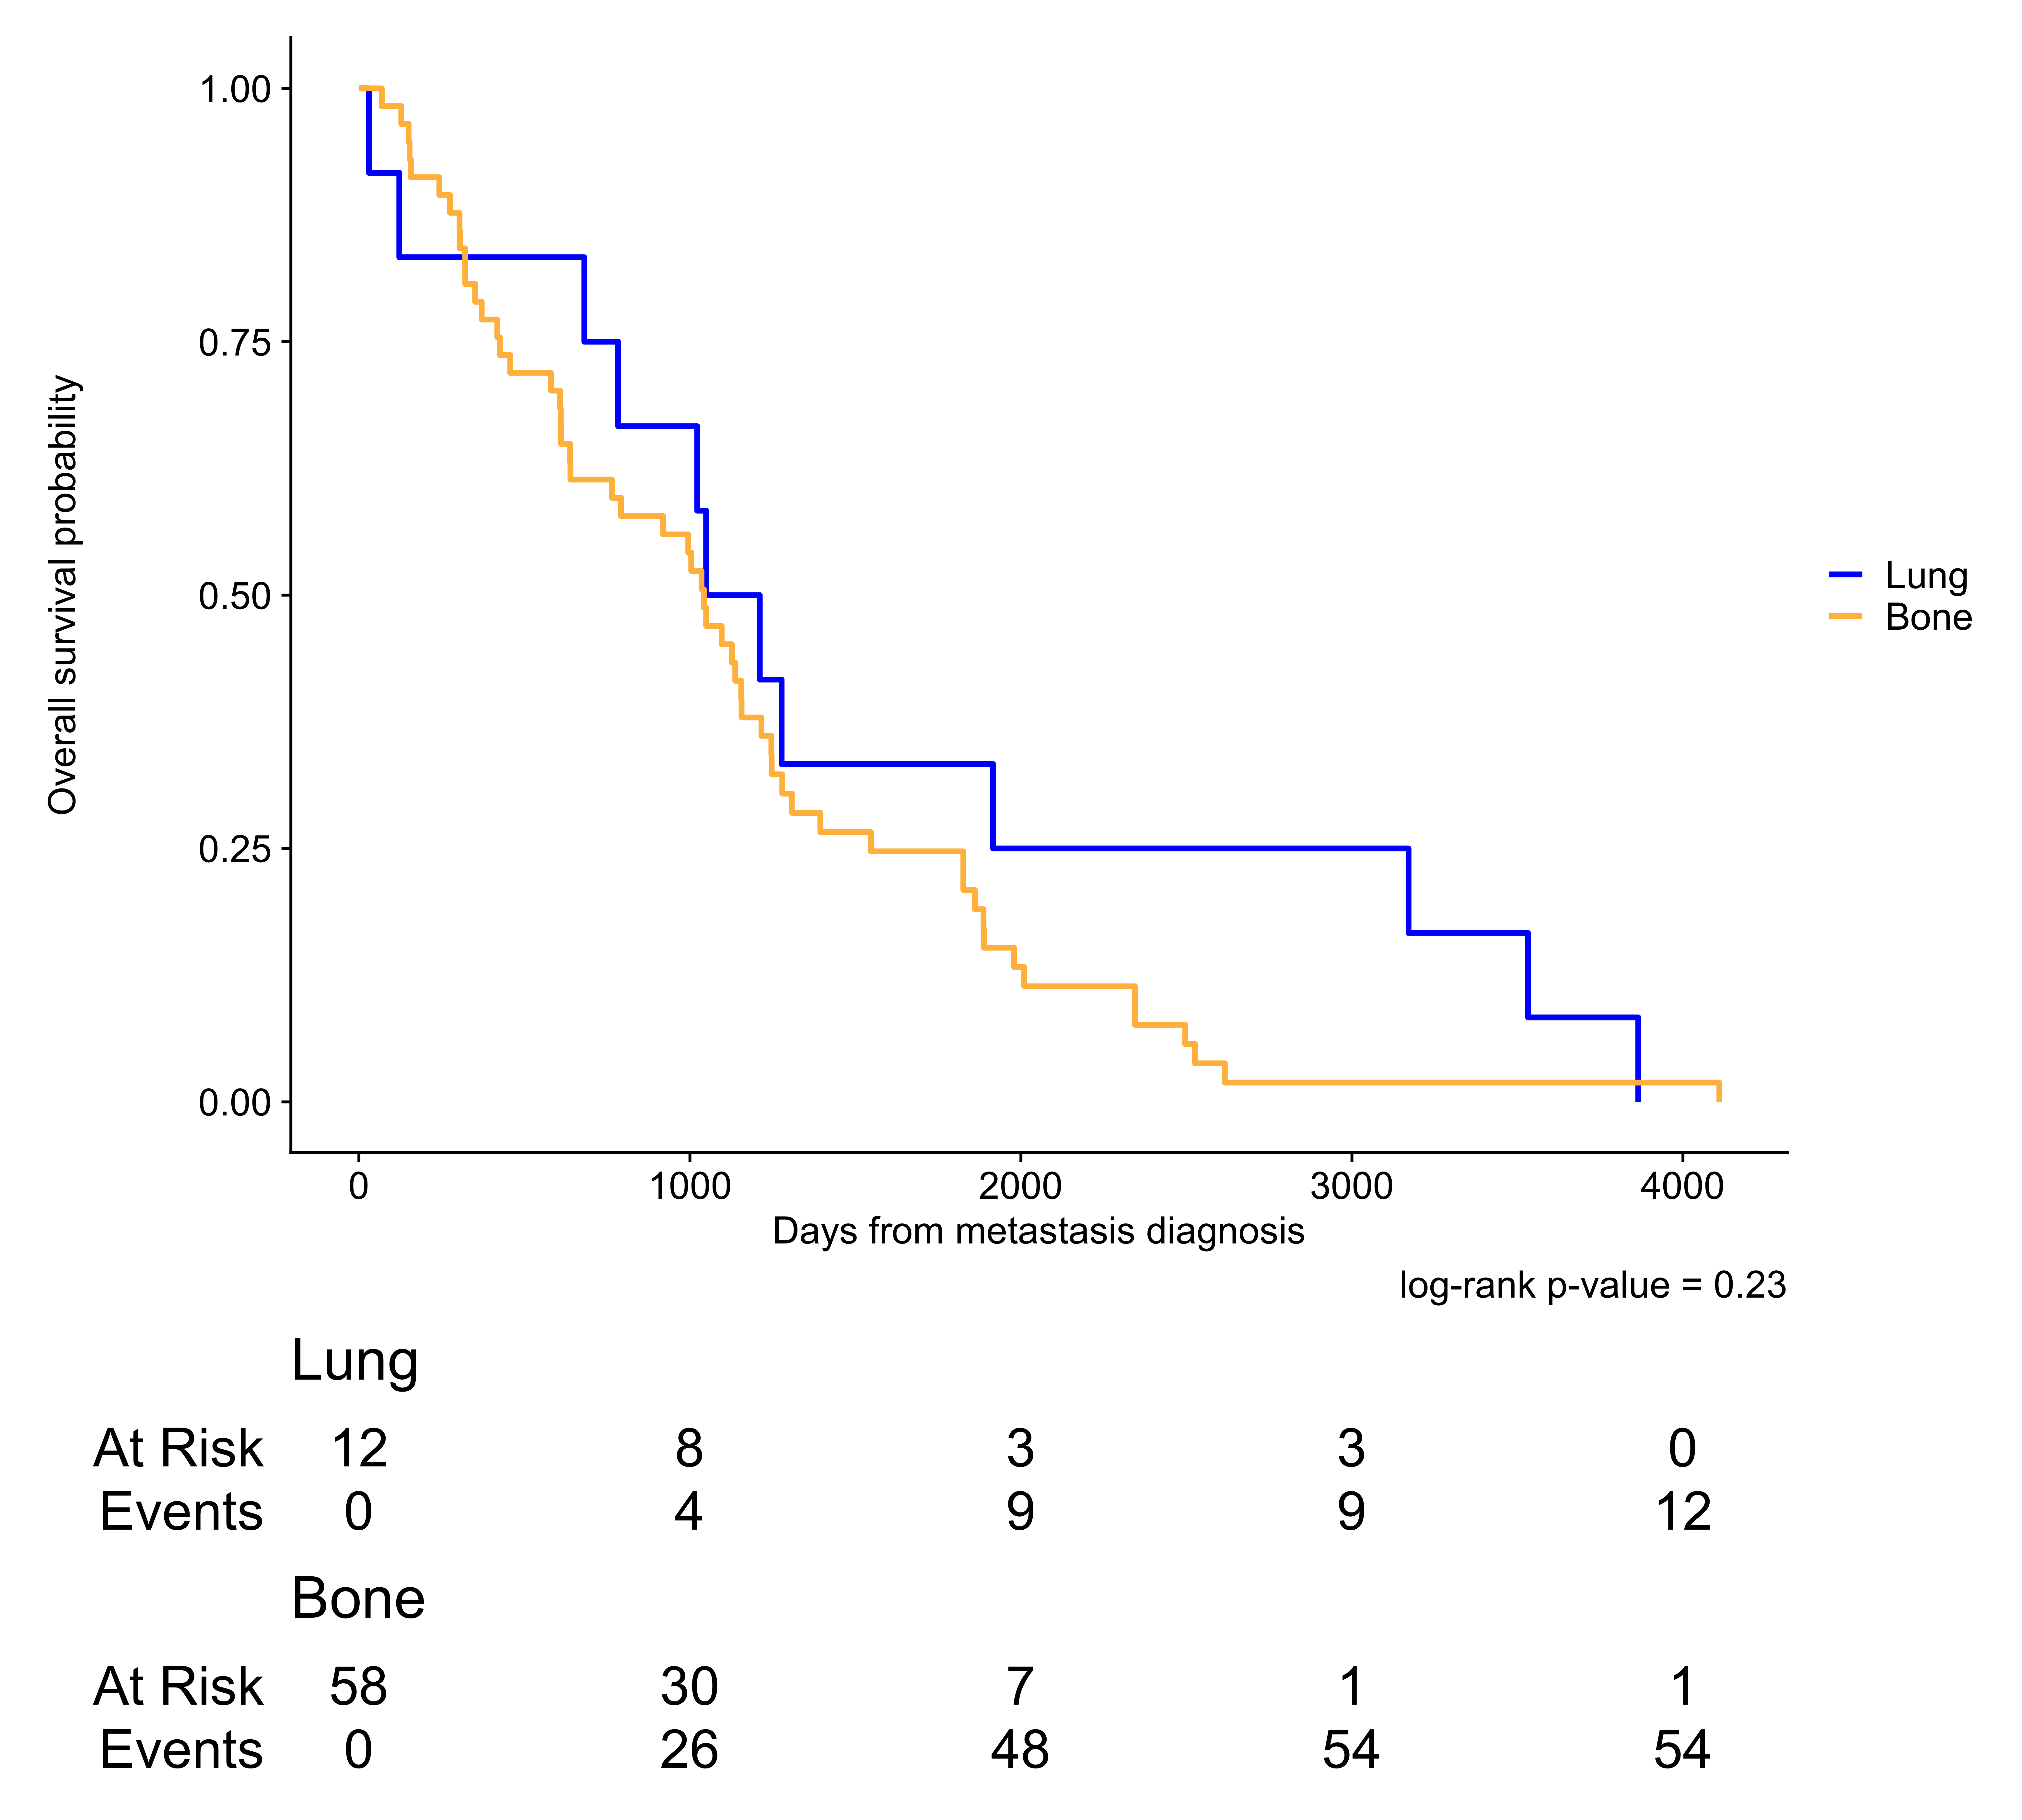 1.00
0.75
0.50
0.25
0.00
Overall survival probability
Lung
Bone
0 1000 2000 3000 4000
Days from metastasis diagnosis
log-rank p-value = 0.23
Lung
At Risk 12 8 3 3 0
Events 0 4 9 9 12
Bone
At Risk 58 30 7 1 1
Events 0 26 48 54 54